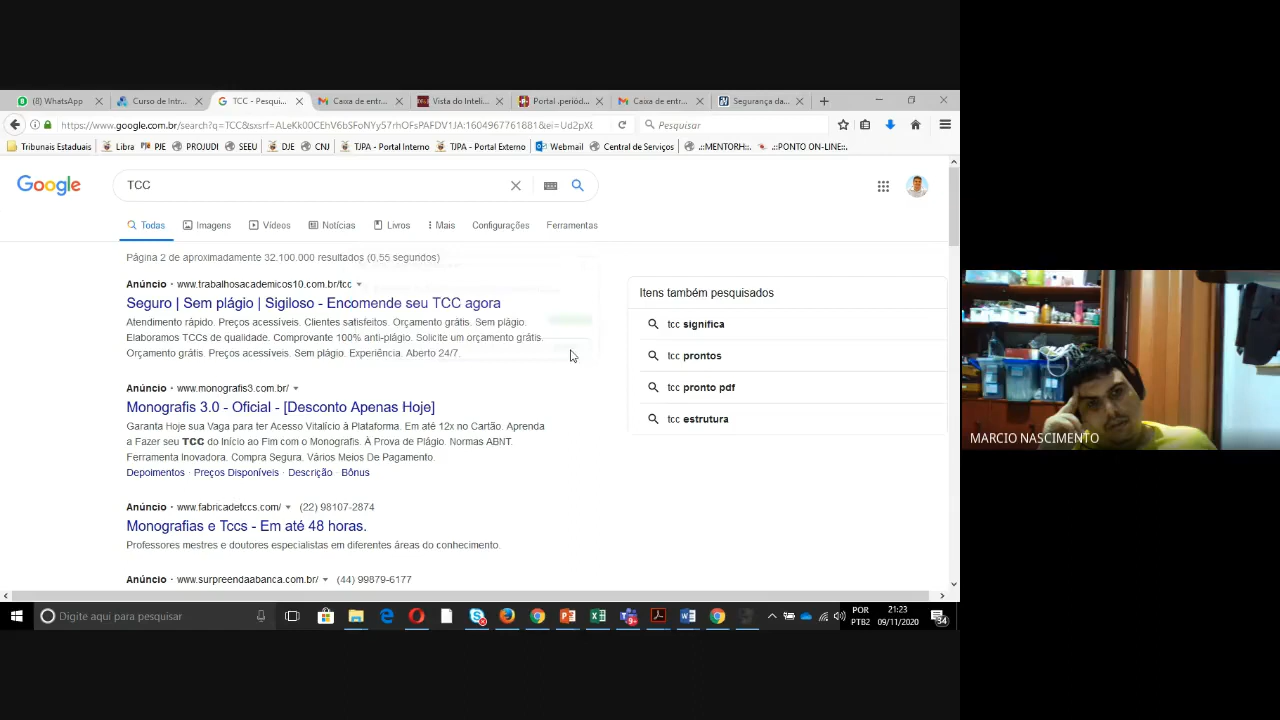 (8) WhatsApp
Curso de Intr...
TCC - Pesqui...
Caixa de entr...
Vista do Inteli...
Portal .periód...
Caixa de entr...
Segurança da...
https://www.google.com.br/search?q=TCC&sxsrf=ALeKk00CEhV6bSFoNYy57rhOFsPAFDV1JA:1604967761881&ei=Ud2pX
Pesquisar
Tribunais Estaduais
Libra
PJE
PROJUDI
SEEU
DJE
CNJ
TJPA - Portal Interno
TJPA - Portal Externo
Webmail
Central de Serviços
.::MENTORH::.
.::PONTO ON-LINE::.
Google
TCC
Todas
Imagens
Vídeos
Notícias
Livros
Mais
Configurações
Ferramentas
Página 2 de aproximadamente 32.100.000 resultados (0,55 segundos)
Anúncio · www.trabalhosacademicos10.com.br/tcc
Seguro | Sem plágio | Sigiloso - Encomende seu TCC agora
Atendimento rápido. Preços acessíveis. Clientes satisfeitos. Orçamento grátis. Sem plágio.
Elaboramos TCCs de qualidade. Comprovante 100% anti-plágio. Solicite um orçamento grátis.
Orçamento grátis. Preços acessíveis. Sem plágio. Experiência. Aberto 24/7.
Anúncio · www.monografis3.com.br/
Monografis 3.0 - Oficial - [Desconto Apenas Hoje]
Garanta Hoje sua Vaga para ter Acesso Vitalício à Plataforma. Em até 12x no Cartão. Aprenda
a Fazer seu TCC do Início ao Fim com o Monografis. À Prova de Plágio. Normas ABNT.
Ferramenta Inovadora. Compra Segura. Vários Meios De Pagamento.
Depoimentos · Preços Disponíveis · Descrição · Bônus
Anúncio · www.fabricadetccs.com/ (22) 98107-2874
Monografias e Tccs - Em até 48 horas.
Professores mestres e doutores especialistas em diferentes áreas do conhecimento.
Anúncio · www.surpreendaabanca.com.br/ (44) 99879-6177
Itens também pesquisados
tcc significa
tcc prontos
tcc pronto pdf
tcc estrutura
MARCIO NASCIMENTO
Digite aqui para pesquisar
POR
PTB2
21:23
09/11/2020
34